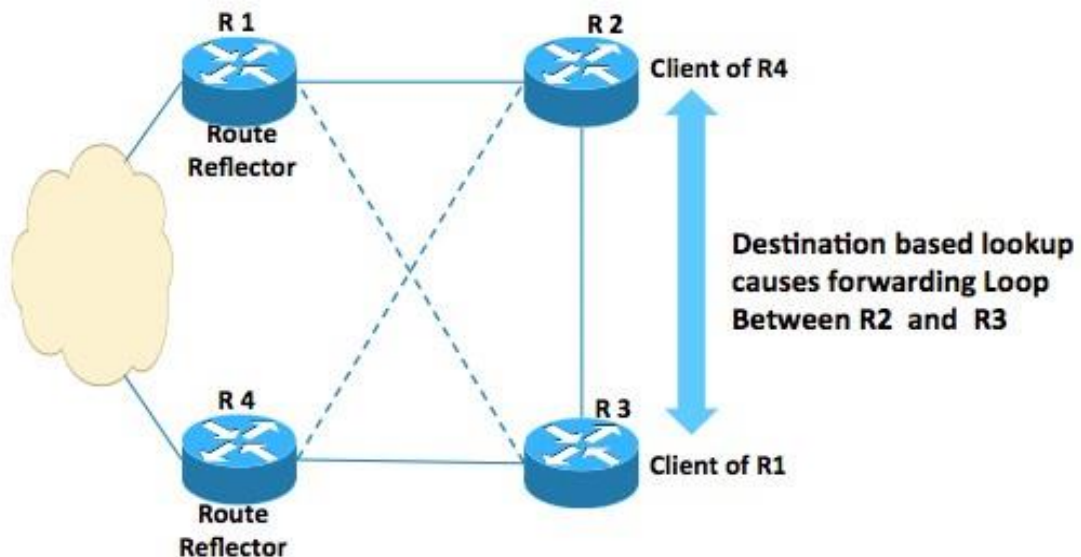 R 1
R 2
Client of R4
Route
Reflector
Destination based lookup
causes forwarding Loop
Between R2 and R3
R 4
R 3
Client of R1
Route
Reflector